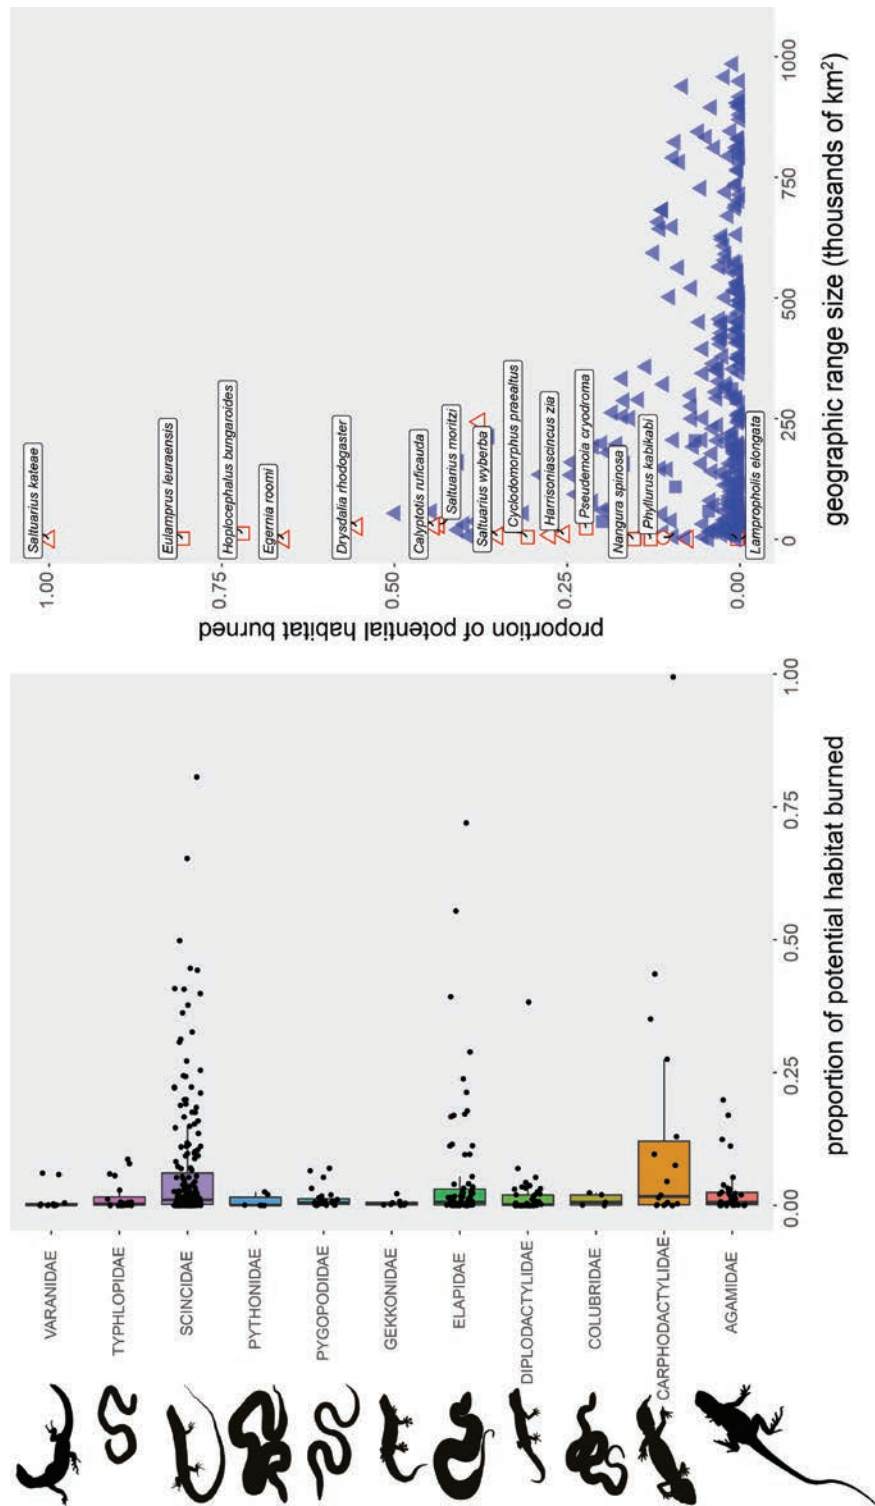 VARANIDAE
TYPHLOPIDAE
SCINCIDAE
PYTHONIDAE
PYGOPODIDAE
GEKKONIDAE
ELAPIDAE
DIPLODACTYLIDAE
COLUBRIDAE
CARPHODACTYLIDAE
AGAMIDAE
0.00
0.25
0.50
0.75
1.00
proportion of potential habitat burned
proportion of potential habitat burned
1.00
0.75
0.50
0.25
0.00
Saltuarius kateae
Eulamprus leuraensis
Hoplocephalus bungaroides
Egernia roomi
Drysdalia rhodogaster
Calyptotis ruficauda
Saltuarius moritzi
Saltuarius wyberba
Cyclodomorphus praealtus
Harrisoniascincus zia
Pseudemoia cryodroma
Nangura spinosa
Phyllurus kabikabi
Lampropholis elongata
0
250
500
750
1000
geographic range size (thousands of km²)